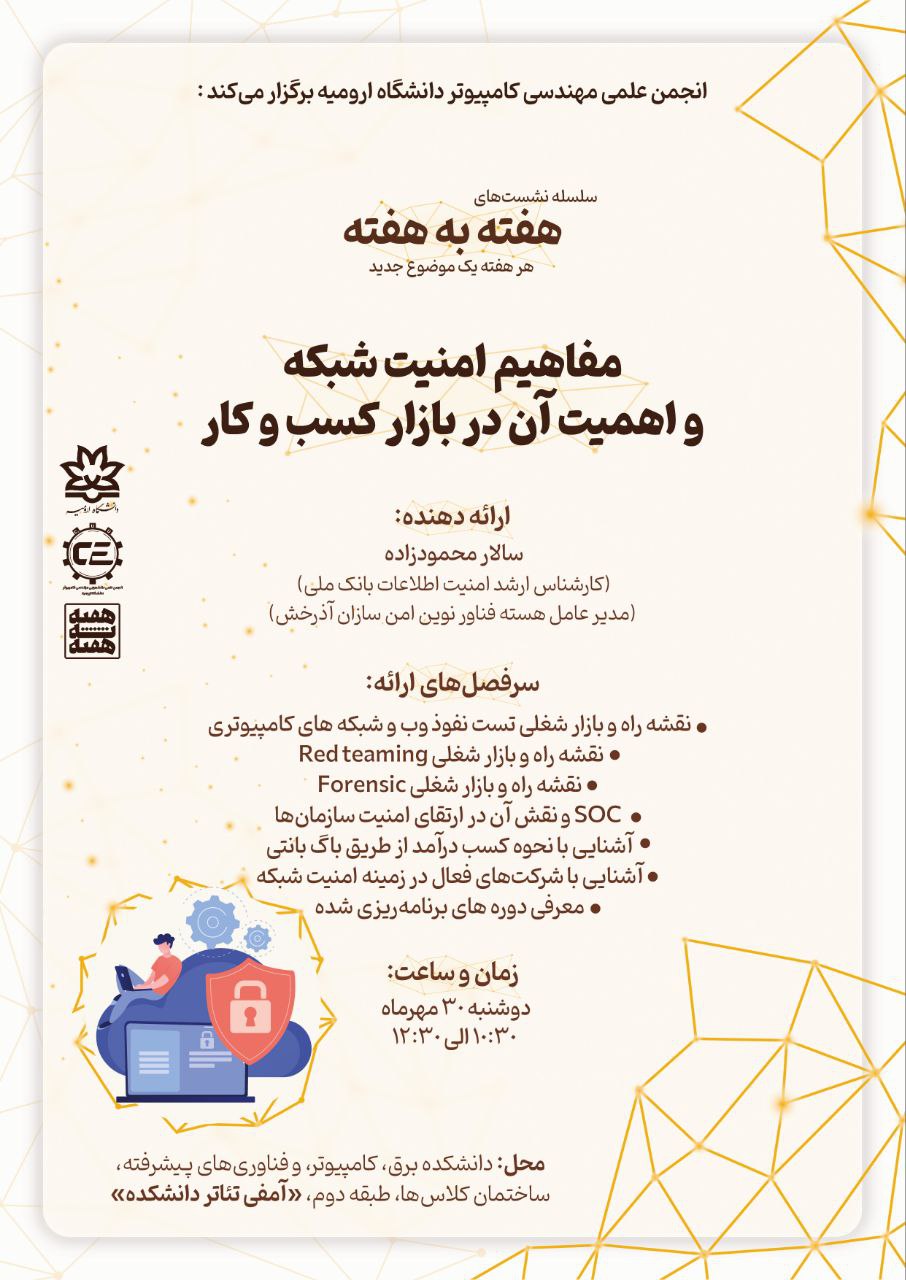 انجمن علمی مهندسی کامپیوتر دانشگاه ارومیه برگزار می‌کند :
سلسله نشست‌های
هفته به هفته
هر هفته یک موضوع جدید
مفاهیم امنیت شبکه
و اهمیت آن در بازار کسب و کار
دانشگاه ارومیه
CE
هفته
به
هفته
ارائه دهنده:
سالار محمودزاده
(کارشناس ارشد امنیت اطلاعات بانک ملی)
(مدیر عامل هسته فناور نوین امن سازان آذرخش)
سرفصل‌های ارائه:
● نقشه راه و بازار شغلی تست نفوذ وب و شبکه های کامپیوتری
● نقشه راه و بازار شغلی Red teaming
● نقشه راه و بازار شغلی Forensic
● SOC و نقش آن در ارتقای امنیت سازمان‌ها
● آشنایی با نحوه کسب درآمد از طریق باگ بانتی
● آشنایی با شرکت‌های فعال در زمینه امنیت شبکه
● معرفی دوره های برنامه‌ریزی شده
زمان و ساعت:
دوشنبه ۳۰ مهرماه
۱۰:۳۰ الی ۱۲:۳۰
محل: دانشکده برق، کامپیوتر، و فناوری‌های پیشرفته،
ساختمان کلاس‌ها، طبقه دوم، «آمفی تئاتر دانشکده»